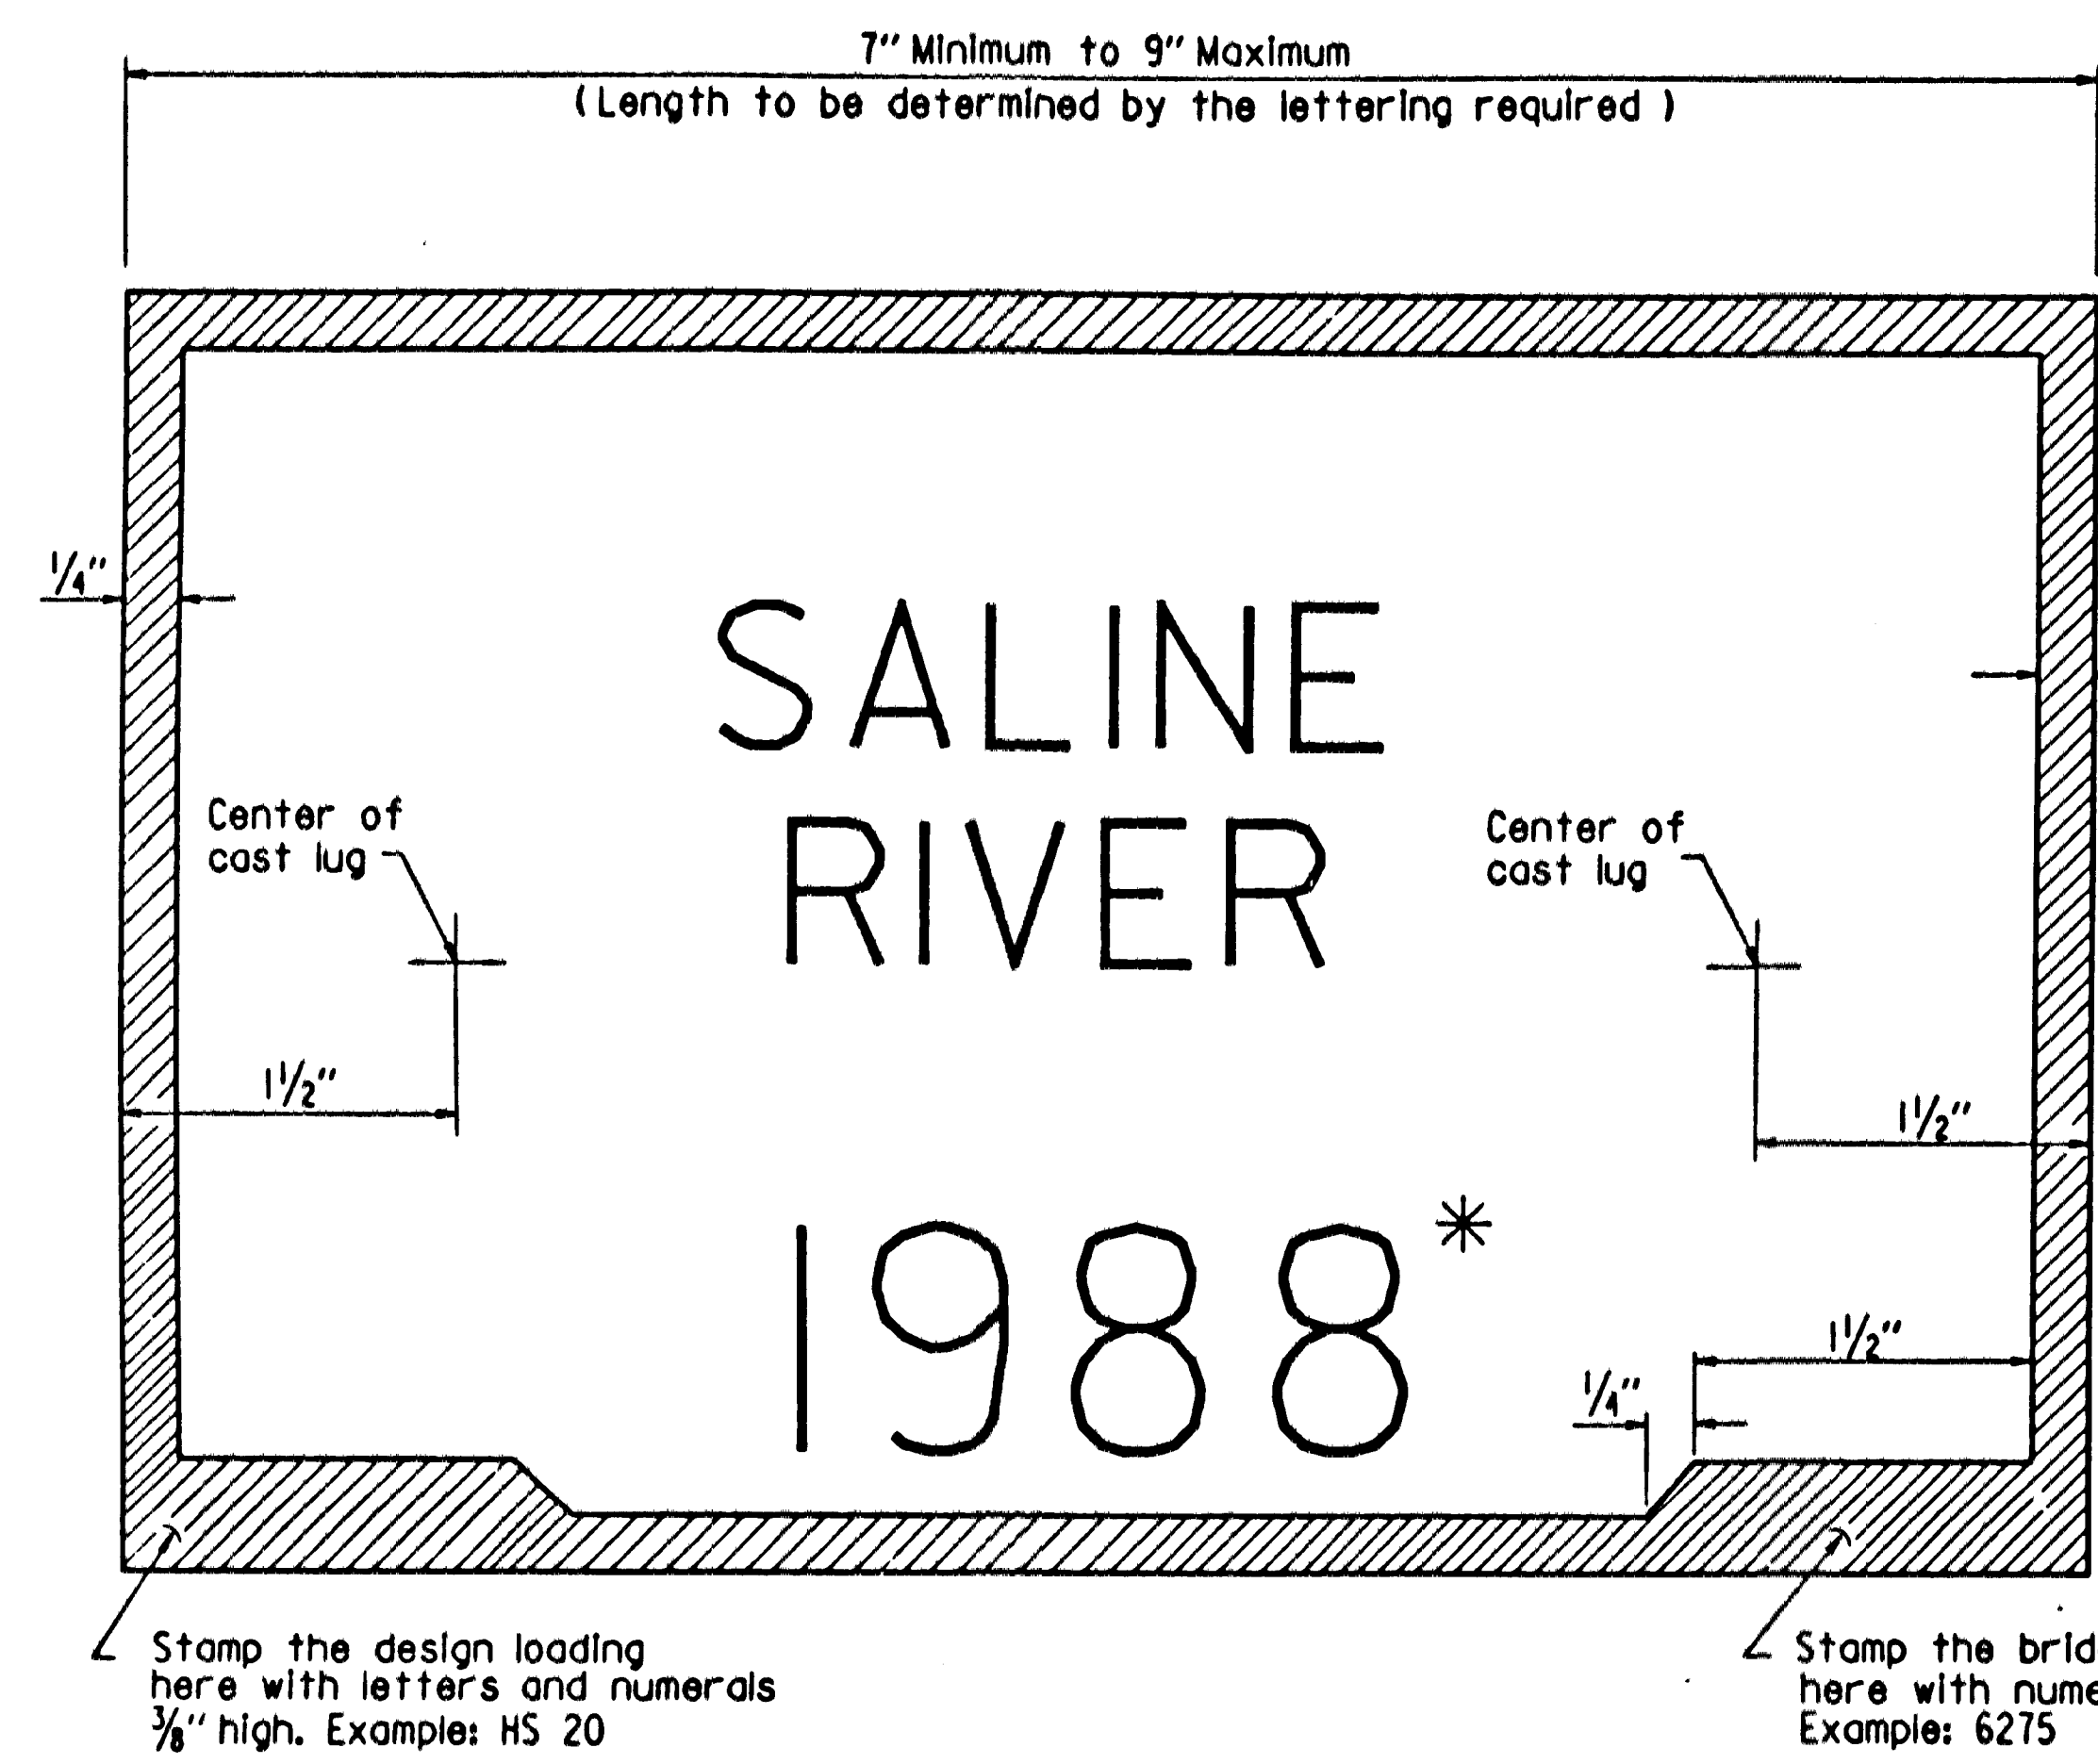 7" Minimum to 9" Maximum
(Length to be determined by the lettering required)
1/4"
SALINE
RIVER
Center of
cast lug
Center of
cast lug
1 1/2"
1 1/2"
1988*
1 1/2"
1/4"
Stamp the design loading
here with letters and numerals
3/8" high. Example: HS 20
Stamp the
here with
Example: 6275